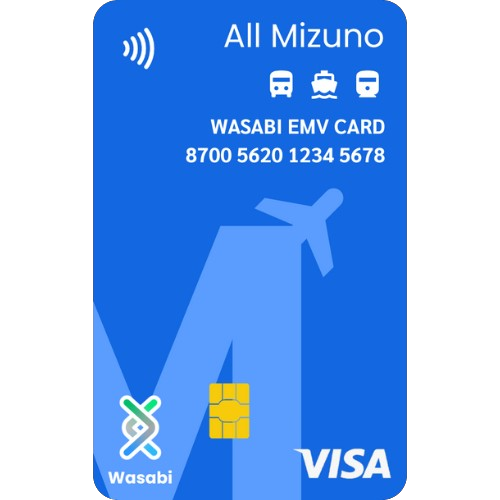 All Mizuno
WASABI EMV CARD
8700 5620 1234 5678
Wasabi
VISA